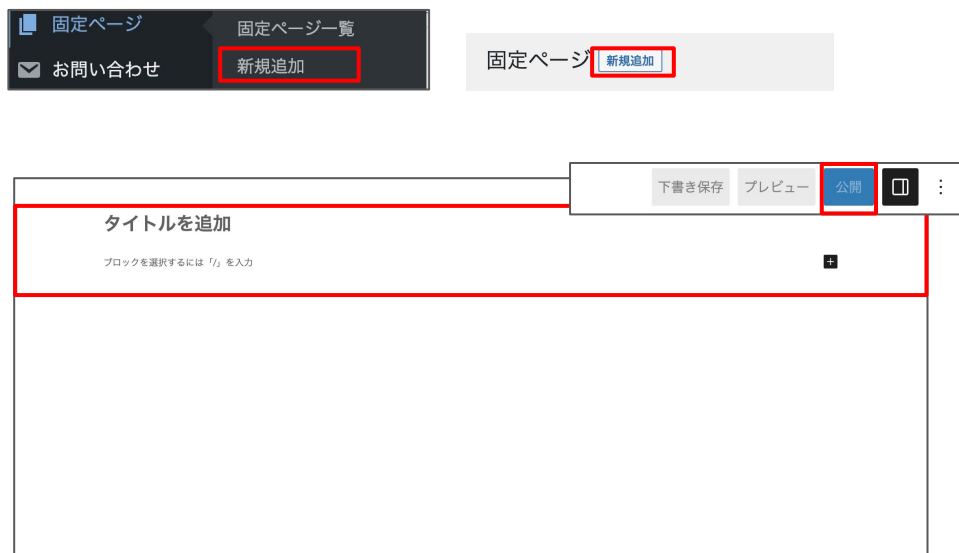 固定ページ
固定ページ一覧
お問い合わせ
新規追加
固定ページ 新規追加
下書き保存 プレビュー 公開
タイトルを追加
ブロックを選択するには「/」を入力